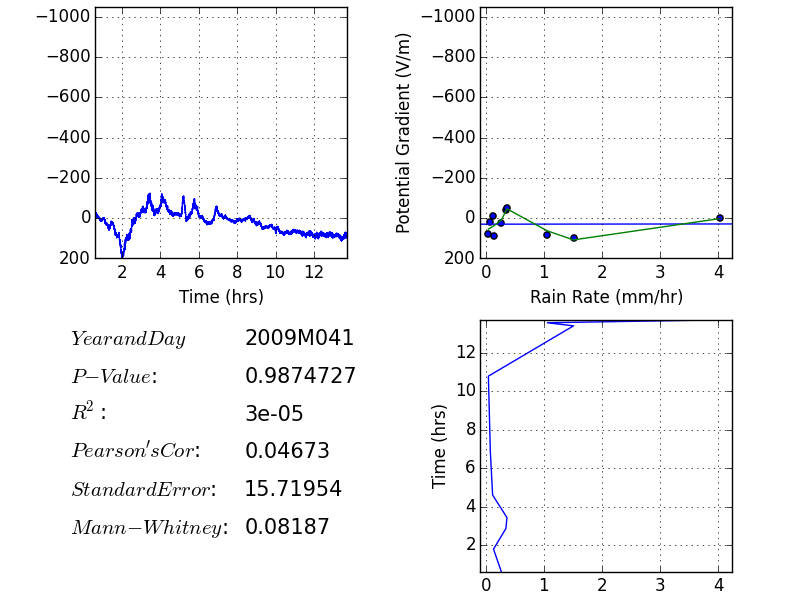 −1000
−800
−600
−400
−200
0
200
2 4 6 8 10 12
Time (hrs)
Potential Gradient (V/m)
−1000
−800
−600
−400
−200
0
200
0 1 2 3 4
Rain Rate (mm/hr)
YearandDay 2009M041
P−Value: 0.9874727
R²: 3e-05
Pearson'sCor: 0.04673
StandardError: 15.71954
Mann−Whitney: 0.08187
Time (hrs)
12
10
8
6
4
2
0 1 2 3 4